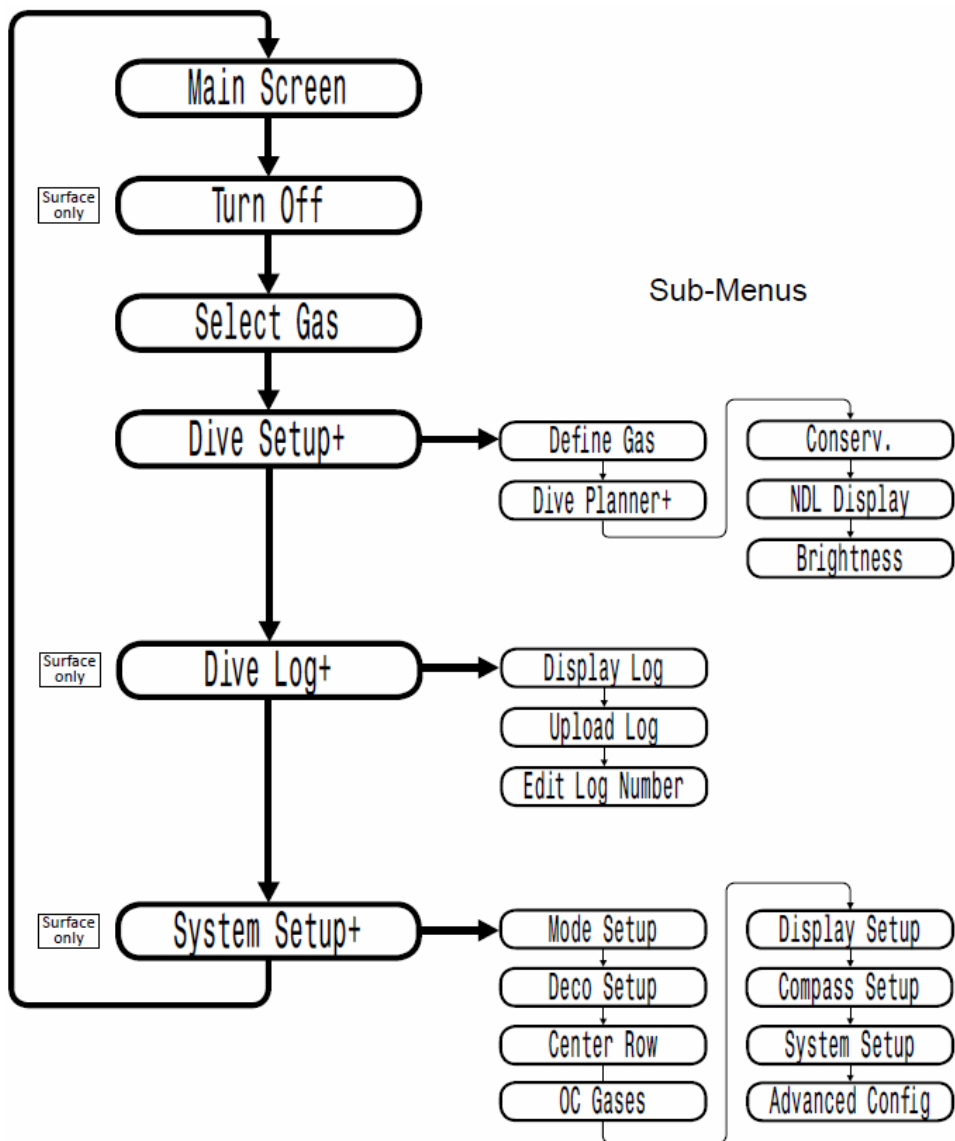 Main Screen
Surface
only
Turn Off
Select Gas
Sub-Menus
Dive Setup+
Define Gas
Dive Planner+
Conserv.
NDL Display
Brightness
Surface
only
Dive Log+
Display Log
Upload Log
Edit Log Number
Surface
only
System Setup+
Mode Setup
Deco Setup
Center Row
OC Gases
Display Setup
Compass Setup
System Setup
Advanced Config